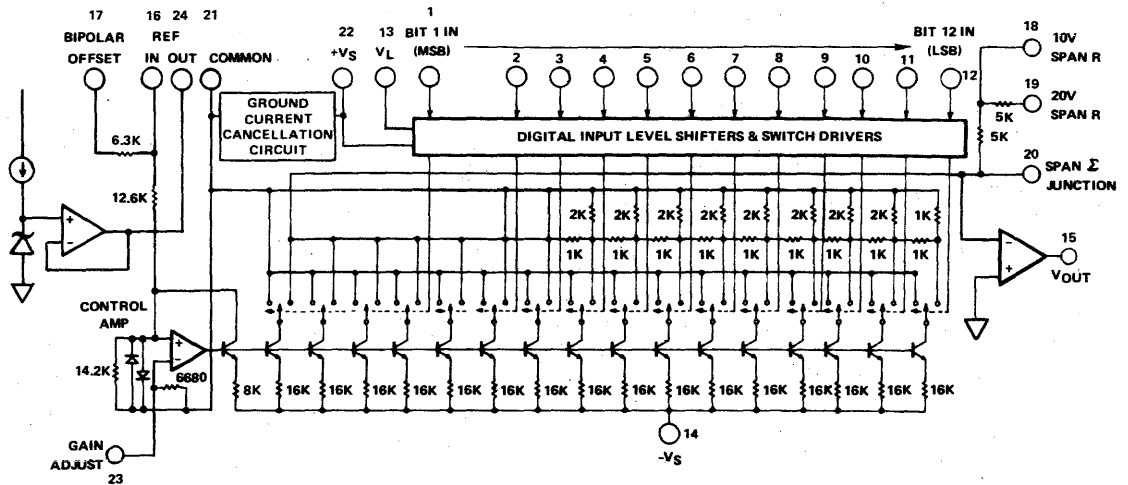 17
16
24
21
BIPOLAR
OFFSET
REF
IN
OUT
COMMON
22
+VS
13
VL
1
BIT 1 IN
(MSB)
2
3
4
5
6
7
8
9
10
11
BIT 12 IN
(LSB)
12
18
10V
SPAN R
19
20V
SPAN R
5K
5K
20
SPAN Σ
JUNCTION
GROUND
CURRENT
CANCELLATION
CIRCUIT
DIGITAL INPUT LEVEL SHIFTERS & SWITCH DRIVERS
6.3K
12.6K
2K 2K 2K 2K 2K 2K 2K 1K
1K 1K 1K 1K 1K 1K 1K 1K
+
−
−
+
15
VOUT
CONTROL
AMP
+
−
14.2K
6680
8K 16K 16K 16K 16K 16K 16K 16K 16K 16K 16K 16K 16K 16K 16K 16K
14
-VS
GAIN
ADJUST
23